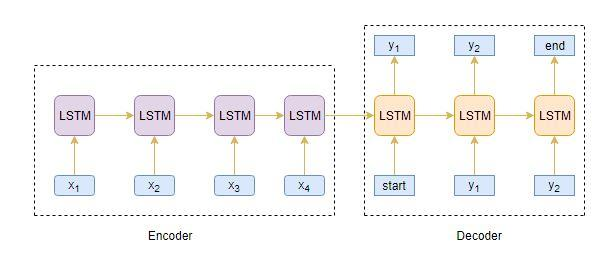 y₁ y₂ end
LSTM LSTM LSTM LSTM LSTM LSTM LSTM
x₁ x₂ x₃ x₄ start y₁ y₂
Encoder Decoder